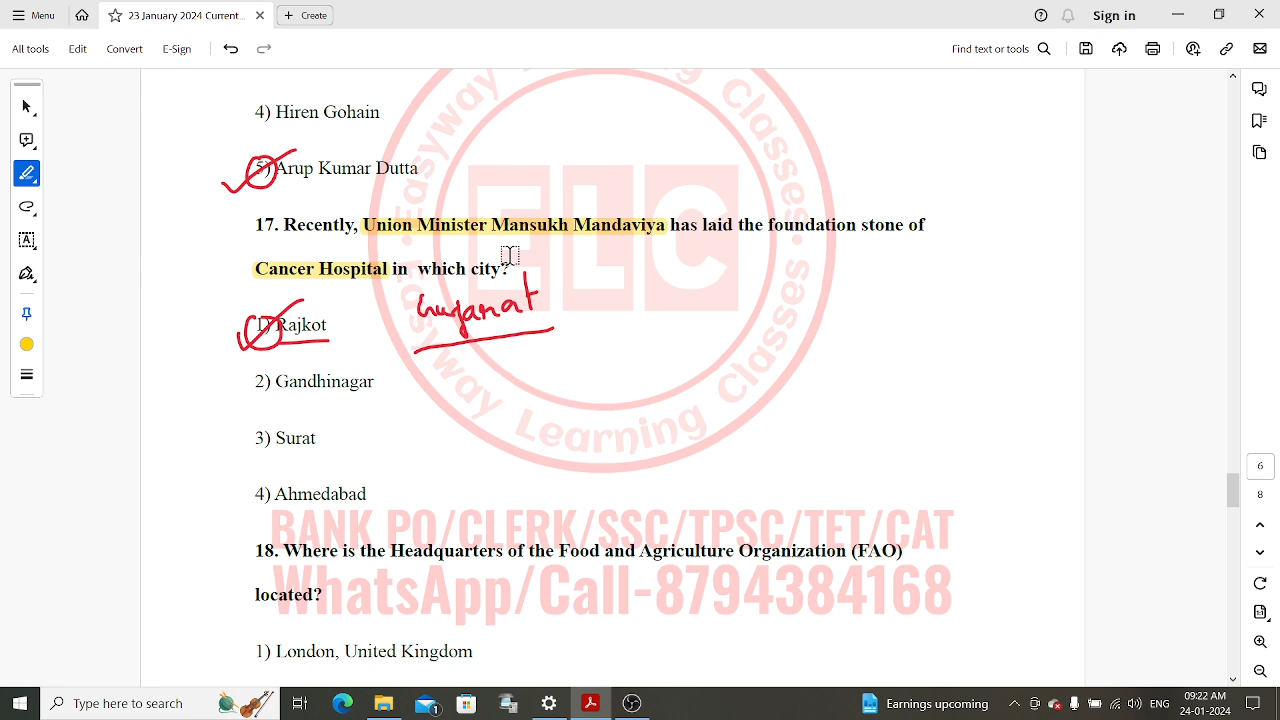 Menu
23 January 2024 Current...
Create
Sign in
All tools
Edit
Convert
E-Sign
Find text or tools
4) Hiren Gohain
5) Arup Kumar Dutta
17. Recently, Union Minister Mansukh Mandaviya has laid the foundation stone of
Cancer Hospital in which city?
Gujarat
1) Rajkot
2) Gandhinagar
3) Surat
4) Ahmedabad
18. Where is the Headquarters of the Food and Agriculture Organization (FAO)
located?
1) London, United Kingdom
ELC
Easyway Learning Classes
Easyway Learning Classes
BANK PO/CLERK/SSC/TPSC/TET/CAT
WhatsApp/Call-8794384168
6
8
Type here to search
1
Earnings upcoming
ENG
09:22 AM
24-01-2024